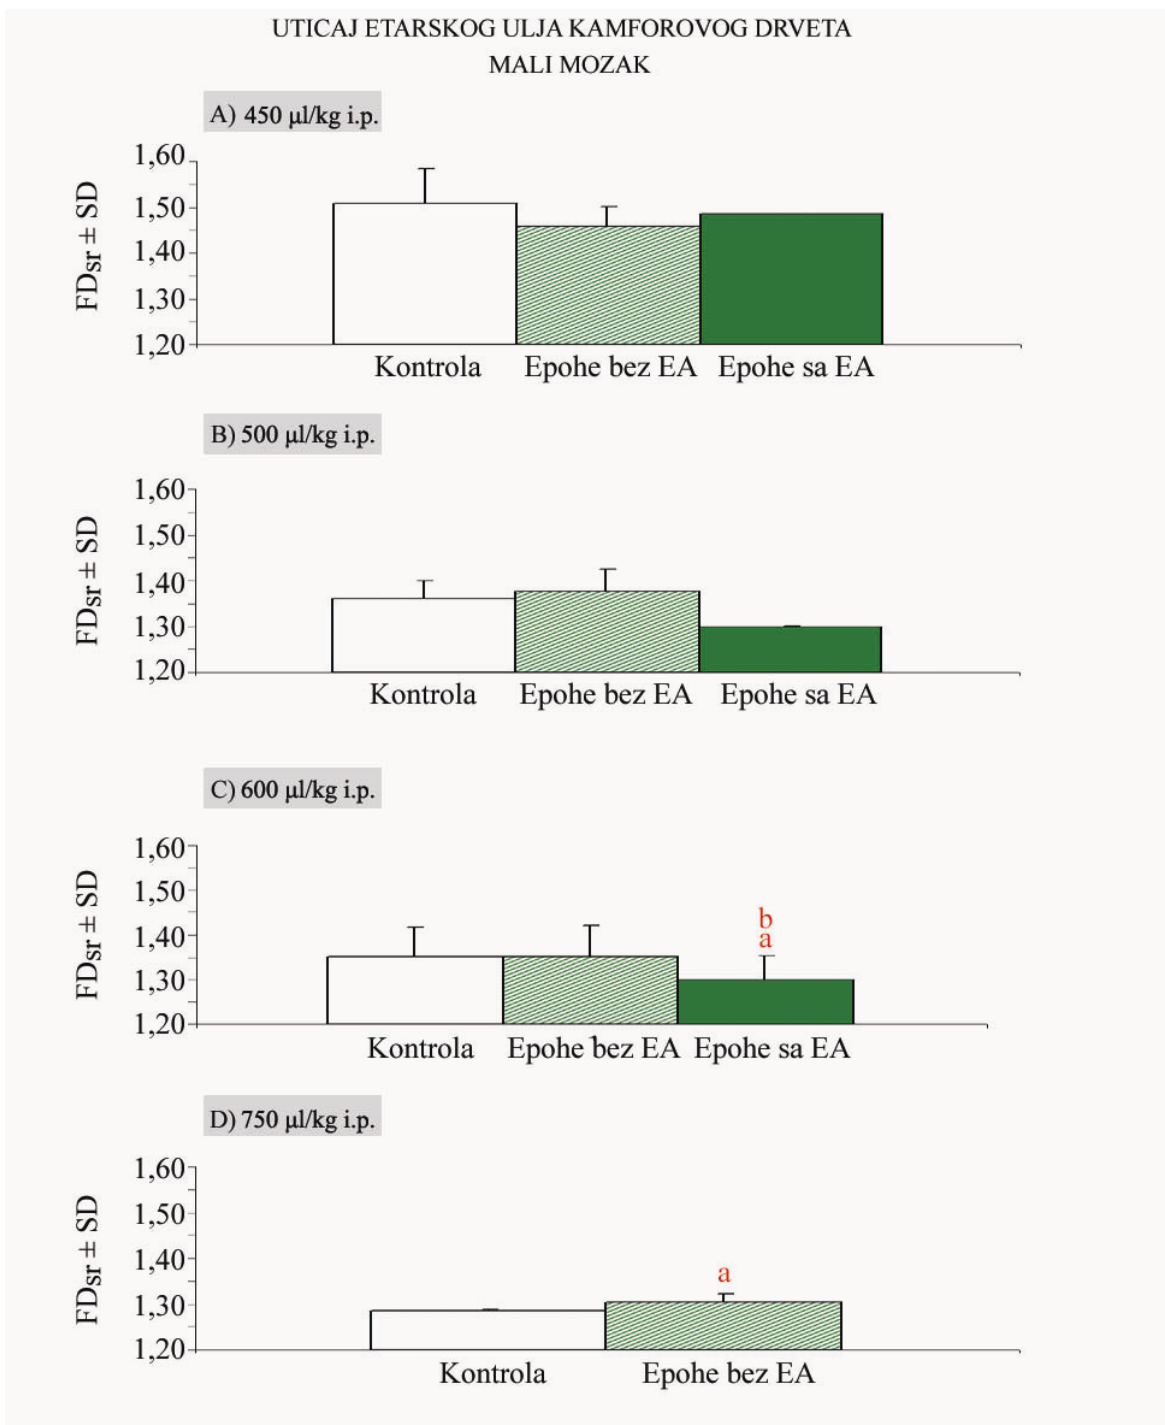 UTICAJ ETARSKOG ULJA KAMFOROVOG DRVETA
MALI MOZAK
A) 450 µl/kg i.p.
FDsr ± SD
1,60
1,50
1,40
1,30
1,20
Kontrola Epohe bez EA Epohe sa EA
B) 500 µl/kg i.p.
FDsr ± SD
1,60
1,50
1,40
1,30
1,20
Kontrola Epohe bez EA Epohe sa EA
C) 600 µl/kg i.p.
FDsr ± SD
1,60
1,50
1,40
1,30
1,20
b
a
Kontrola Epohe bez EA Epohe sa EA
D) 750 µl/kg i.p.
FDsr ± SD
1,60
1,50
1,40
1,30
1,20
a
Kontrola Epohe bez EA